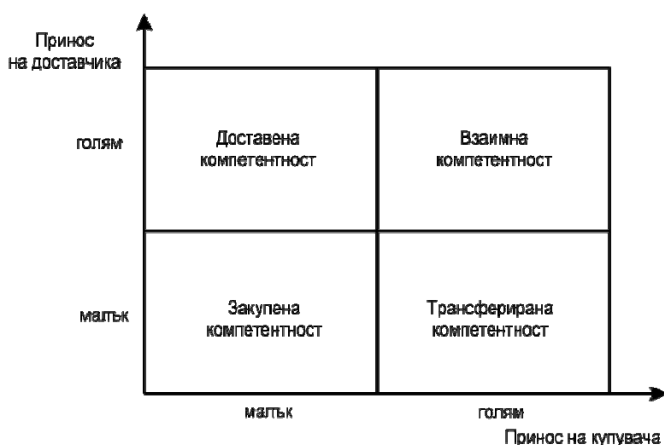 Принос
на доставчика
голям
Доставена
компетентност
Взаимна
компетентност
малък
Закупена
компетентност
Трансферирана
компетентност
малък
голям
Принос на купувача